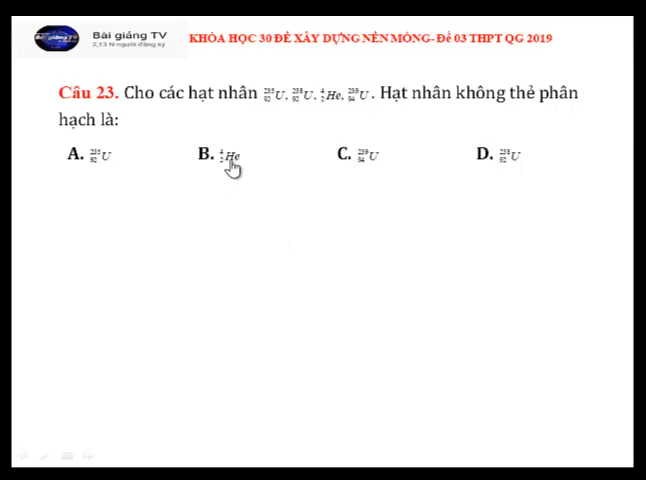 Bài giảng TV
2,13 N người đăng ký
KHÓA HỌC 30 ĐỀ XÂY DỰNG NỀN MÓNG- Đề 03 THPT QG 2019
Câu 23. Cho các hạt nhân ²³⁵₉₂U, ²³⁸₉₂U, ⁴₂He, ²³⁹₉₄U. Hạt nhân không thể phân
hạch là:
A. ²³⁵₉₂U B. ⁴₂He C. ²³⁹₉₄U D. ²³⁸₉₂U